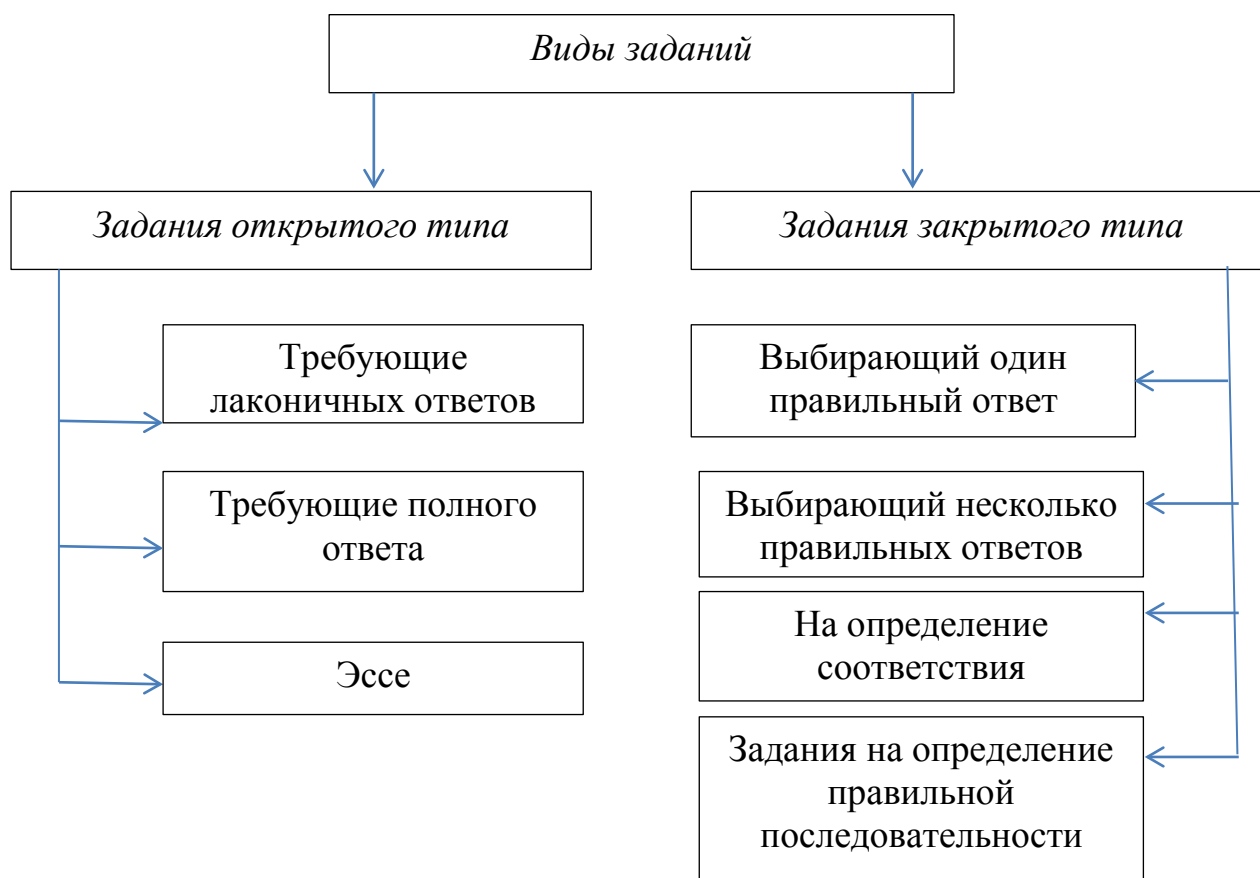 Виды заданий
Задания открытого типа
Требующие
лаконичных ответов
Требующие полного
ответа
Эссе
Задания закрытого типа
Выбирающий один
правильный ответ
Выбирающий несколько
правильных ответов
На определение
соответствия
Задания на определение
правильной
последовательности